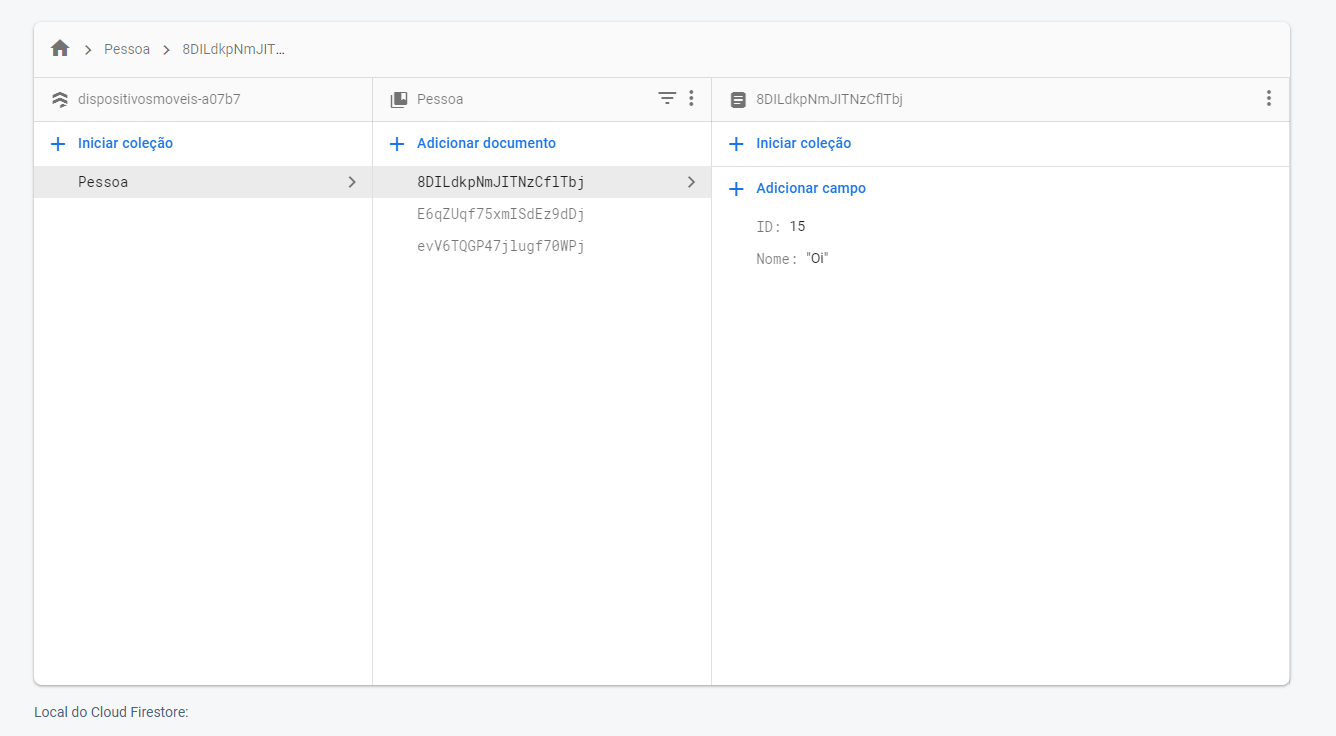 Pessoa 8DILdkpNmJIT...
dispositivosmoveis-a07b7
Pessoa
8DILdkpNmJITNzCflTbj
Iniciar coleção
Adicionar documento
Iniciar coleção
Pessoa
8DILdkpNmJITNzCflTbj
E6qZUqf75xmISdEz9dDj
evV6TQGP47jlugf70WPj
Adicionar campo
ID: 15
Nome: "Oi"
Local do Cloud Firestore: